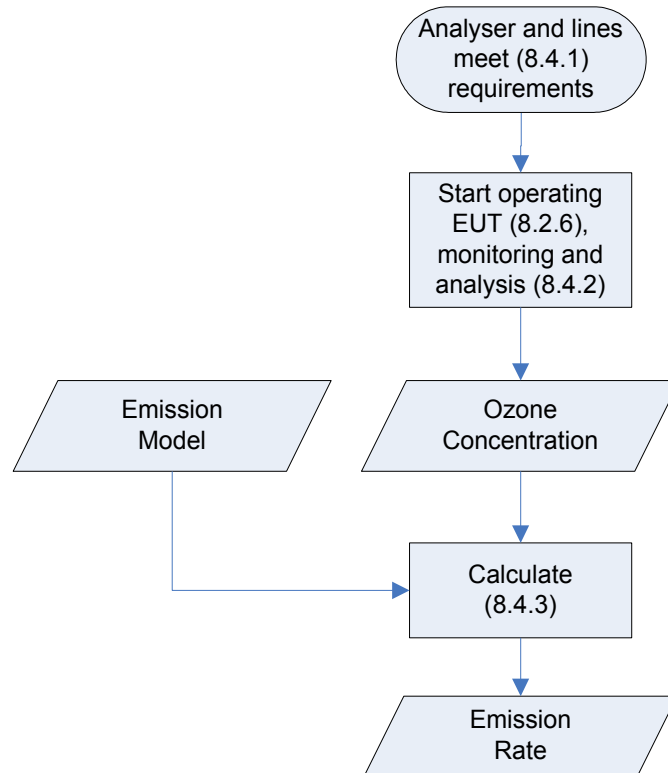 Analyser and lines
meet (8.4.1)
requirements
Start operating
EUT (8.2.6),
monitoring and
analysis (8.4.2)
Emission
Model
Ozone
Concentration
Calculate
(8.4.3)
Emission
Rate